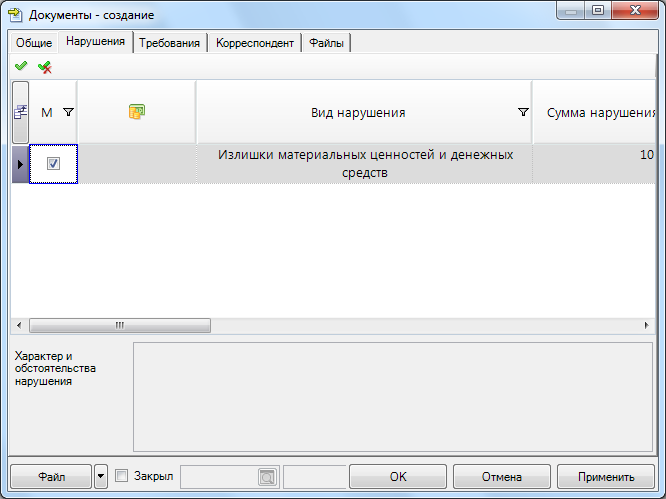 Документы - создание
Общие Нарушения Требования Корреспондент Файлы
М Вид нарушения Сумма нарушения
Излишки материальных ценностей и денежных средств 10
Характер и
обстоятельства
нарушения
Файл Закрыл OK Отмена Применить